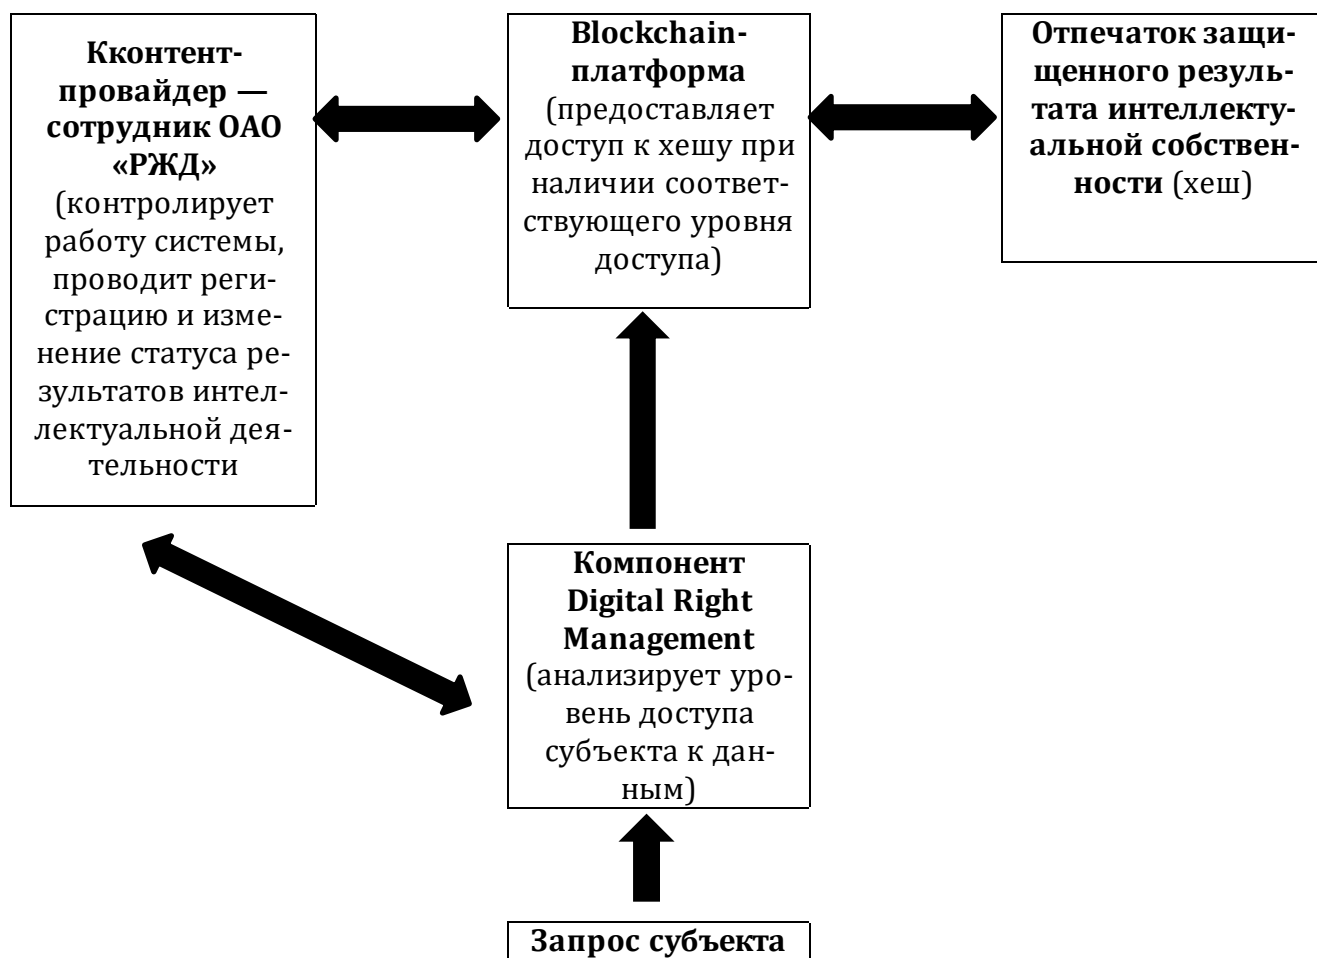 Кконтент-
провайдер —
сотрудник ОАО
«РЖД»
(контролирует
работу системы,
проводит реги-
страцию и изме-
нение статуса ре-
зультатов интел-
лектуальной дея-
тельности
Blockchain-
платформа
(предоставляет
доступ к хешу при
наличии соответ-
ствующего уровня
доступа)
Отпечаток защи-
щенного резуль-
тата интеллекту-
альной собствен-
ности (хеш)
Компонент
Digital Right
Management
(анализирует уро-
вень доступа
субъекта к дан-
ным)
Запрос субъекта